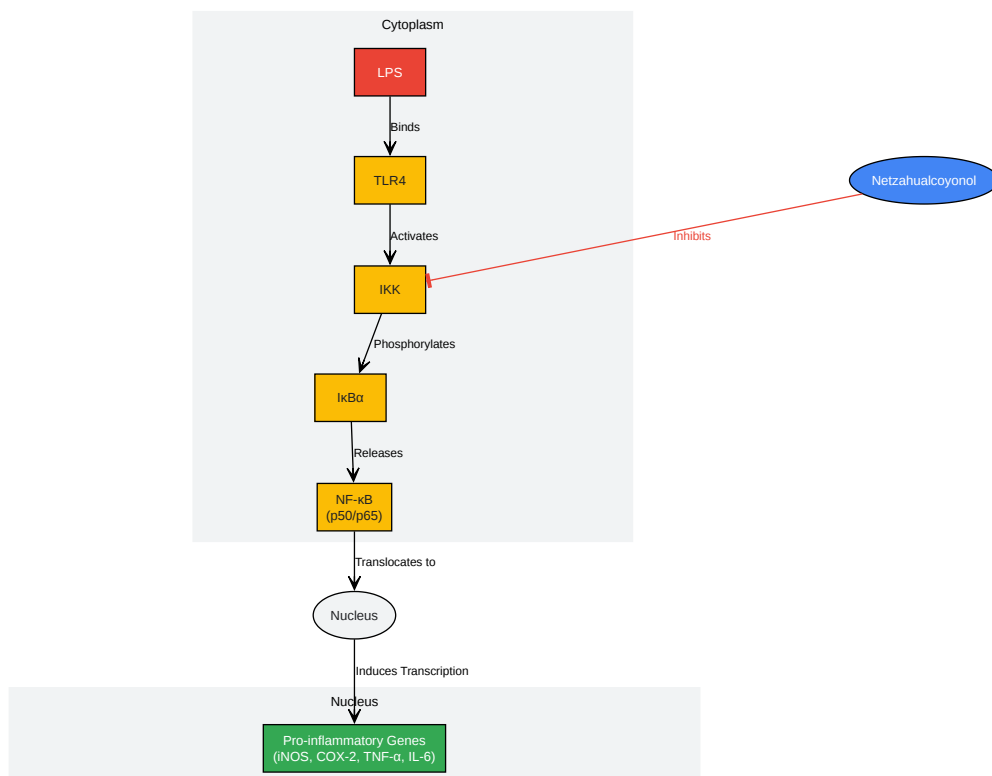 Cytoplasm
LPS
Binds
TLR4
Netzahualcoyonol
Activates
Inhibits
IKK
Phosphorylates
IκBα
Releases
NF-κB
(p50/p65)
Translocates to
Nucleus
Induces Transcription
Nucleus
Pro-inflammatory Genes
(iNOS, COX-2, TNF-α, IL-6)